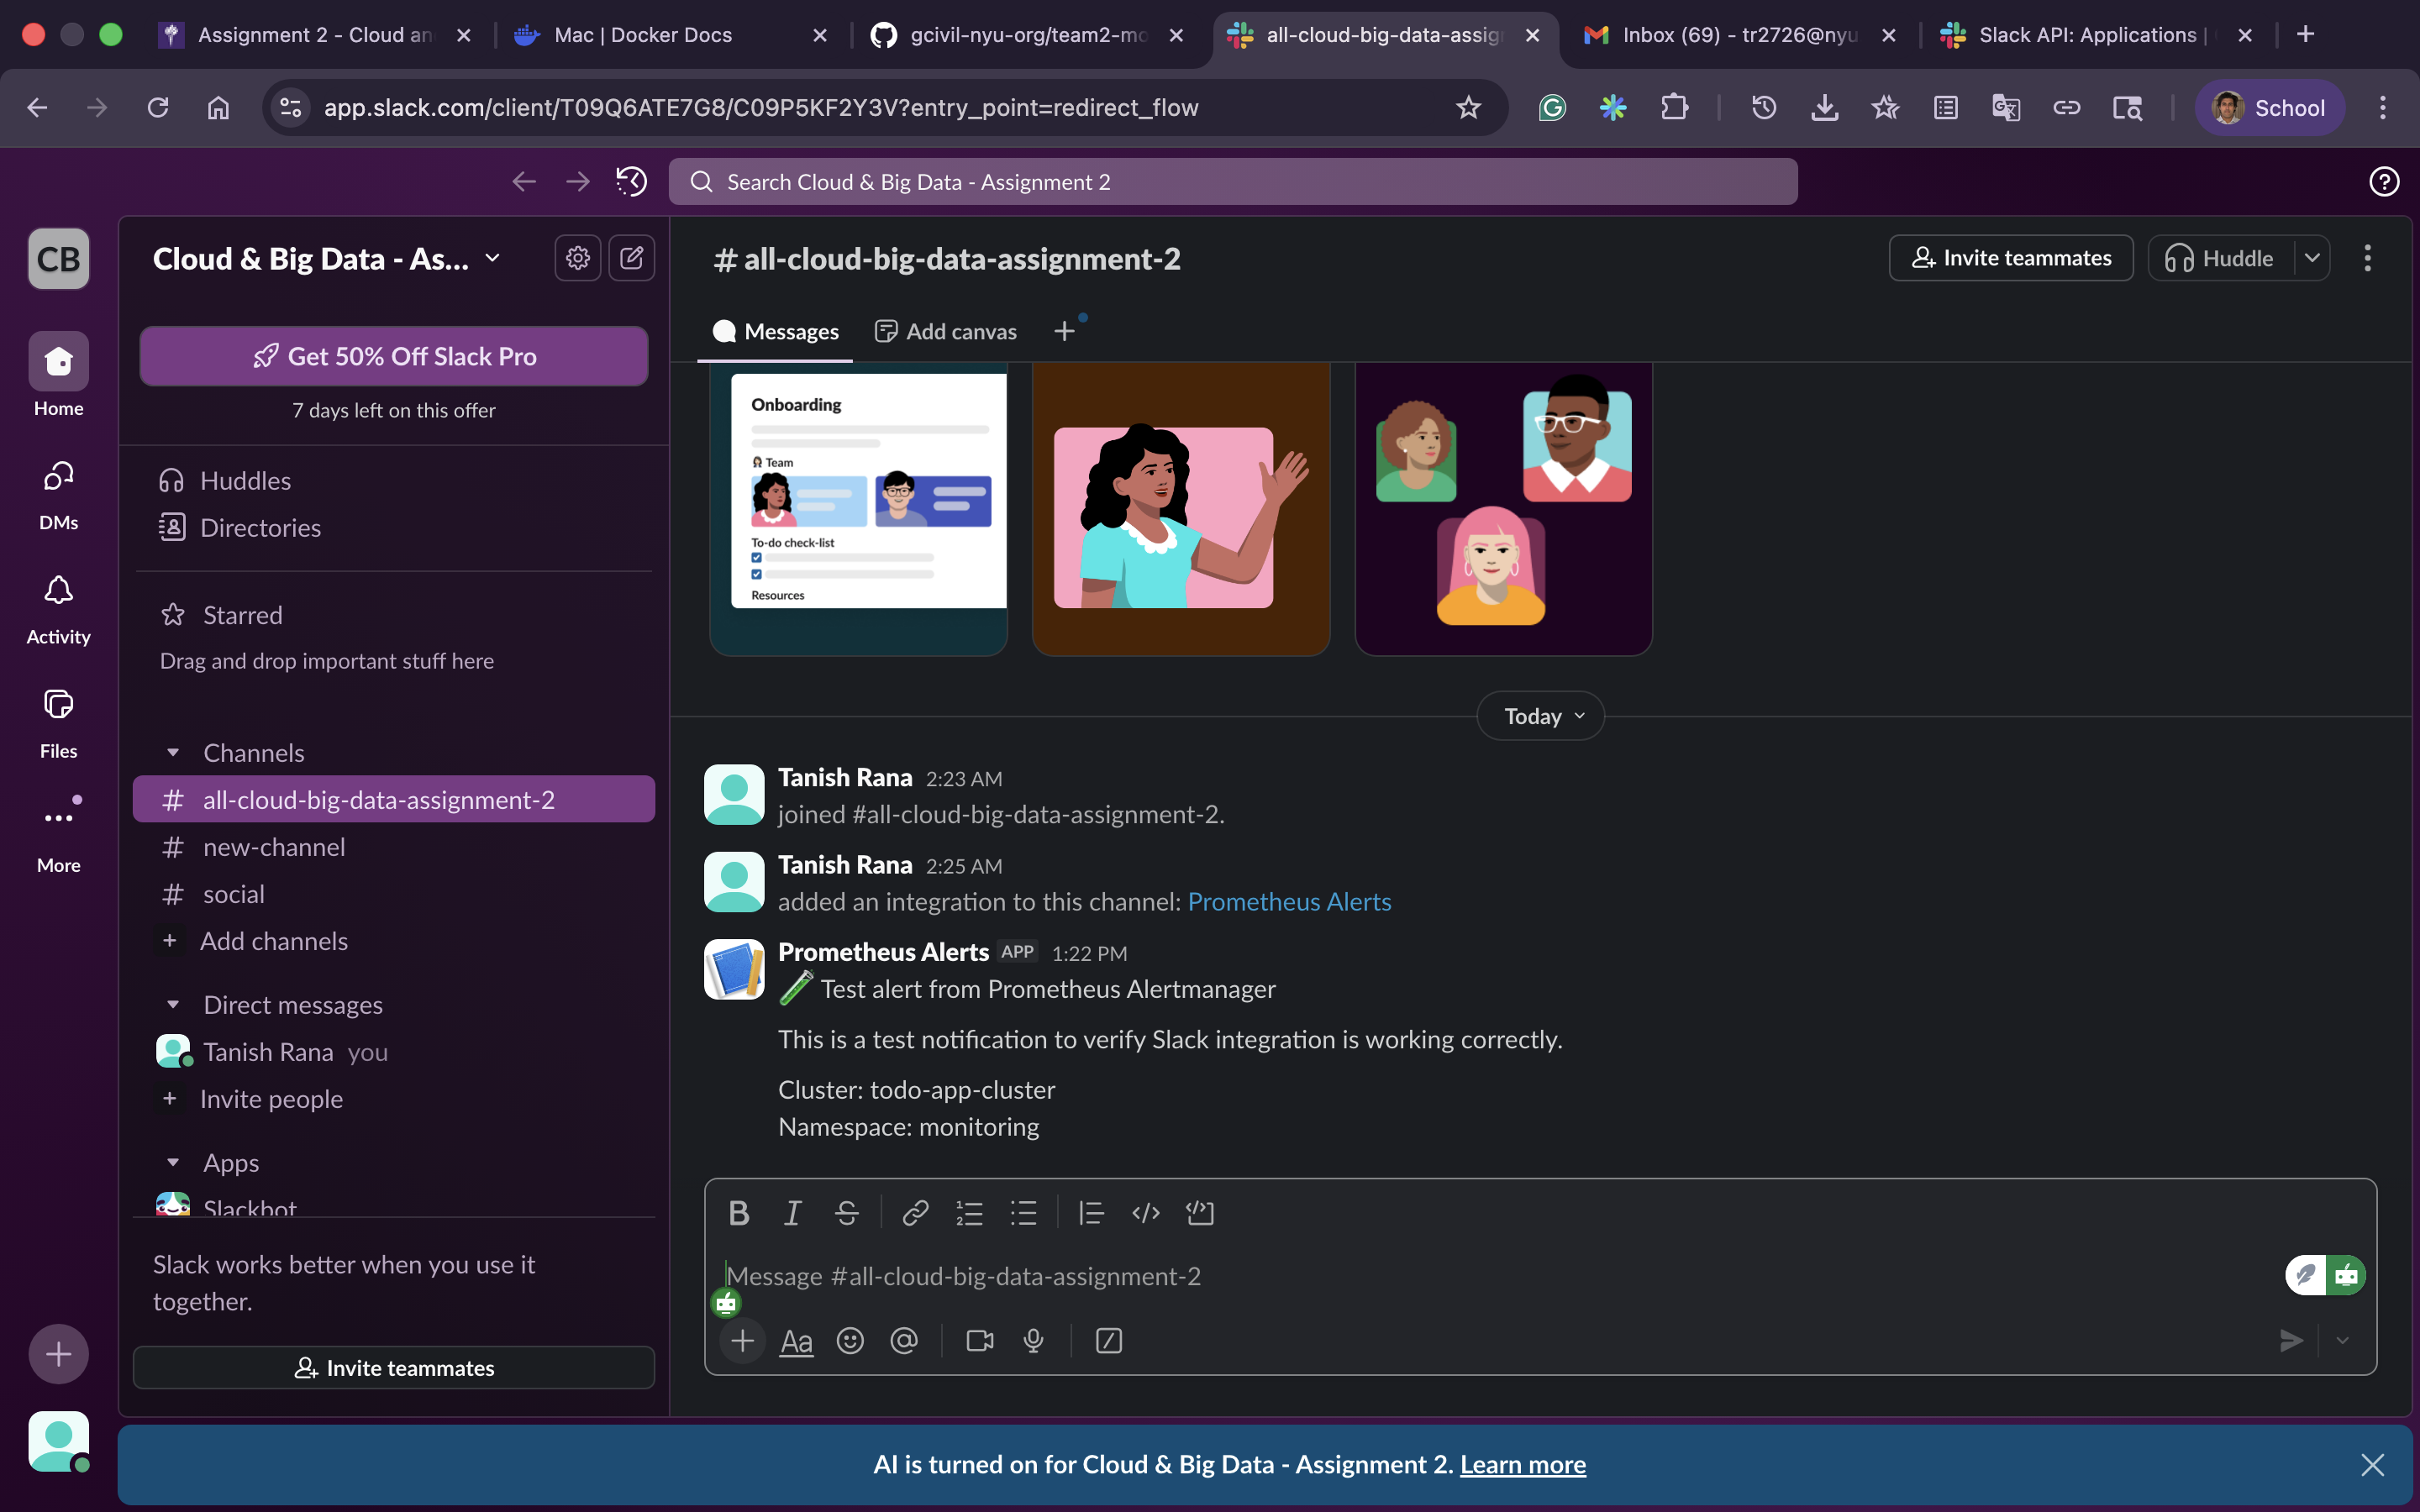 Assignment 2 - Cloud an
Mac | Docker Docs
gcivil-nyu-org/team2-mo
all-cloud-big-data-assig
Inbox (69) - tr2726@nyu
Slack API: Applications |
app.slack.com/client/T09Q6ATE7G8/C09P5KF2Y3V?entry_point=redirect_flow
School
Search Cloud & Big Data - Assignment 2
CB
Home
DMs
Activity
Files
More
Cloud & Big Data - As...
Get 50% Off Slack Pro
7 days left on this offer
Huddles
Directories
Starred
Drag and drop important stuff here
Channels
# all-cloud-big-data-assignment-2
# new-channel
# social
+ Add channels
Direct messages
Tanish Rana you
+ Invite people
Apps
Slackbot
Slack works better when you use it
together.
Invite teammates
# all-cloud-big-data-assignment-2
Invite teammates
Huddle
Messages
Add canvas
Onboarding
Team
To-do check-list
Resources
Today
Tanish Rana 2:23 AM
joined #all-cloud-big-data-assignment-2.
Tanish Rana 2:25 AM
added an integration to this channel: Prometheus Alerts
Prometheus Alerts APP 1:22 PM
Test alert from Prometheus Alertmanager
This is a test notification to verify Slack integration is working correctly.
Cluster: todo-app-cluster
Namespace: monitoring
Message #all-cloud-big-data-assignment-2
Aa
AI is turned on for Cloud & Big Data - Assignment 2. Learn more